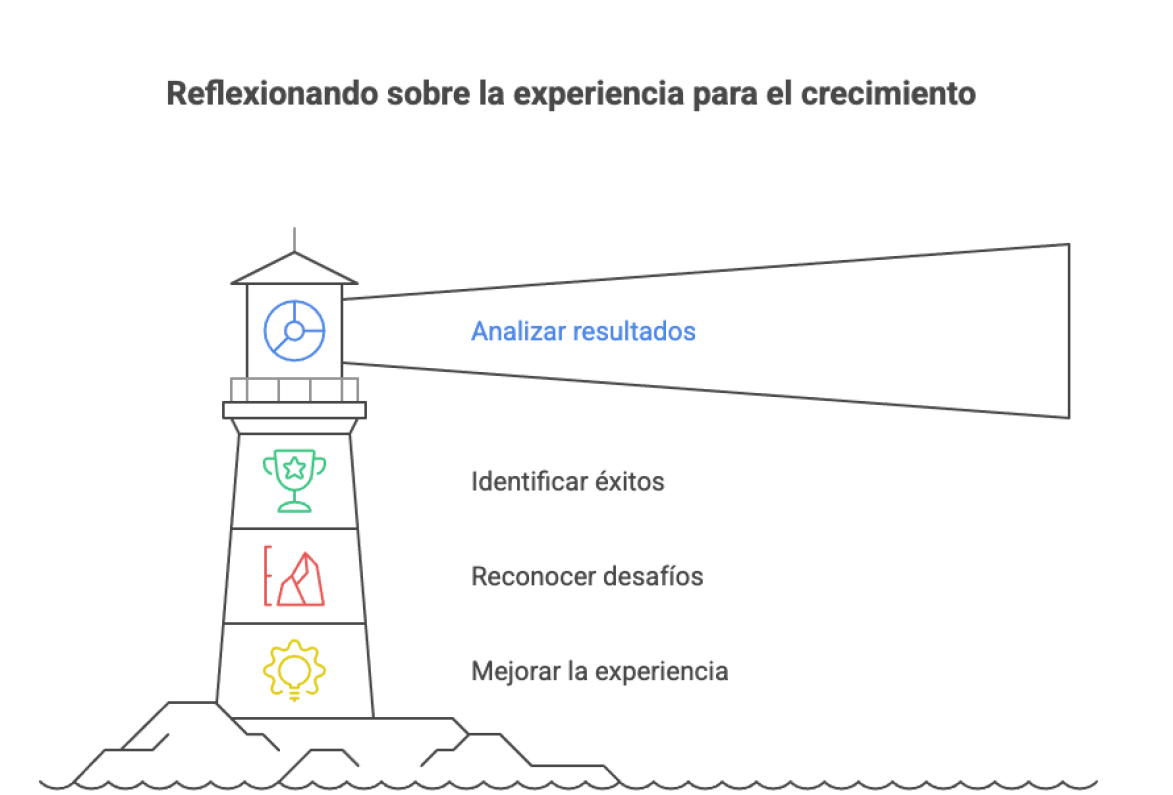 Reflexionando sobre la experiencia para el crecimiento
Analizar resultados
Identificar éxitos
Reconocer desafíos
Mejorar la experiencia